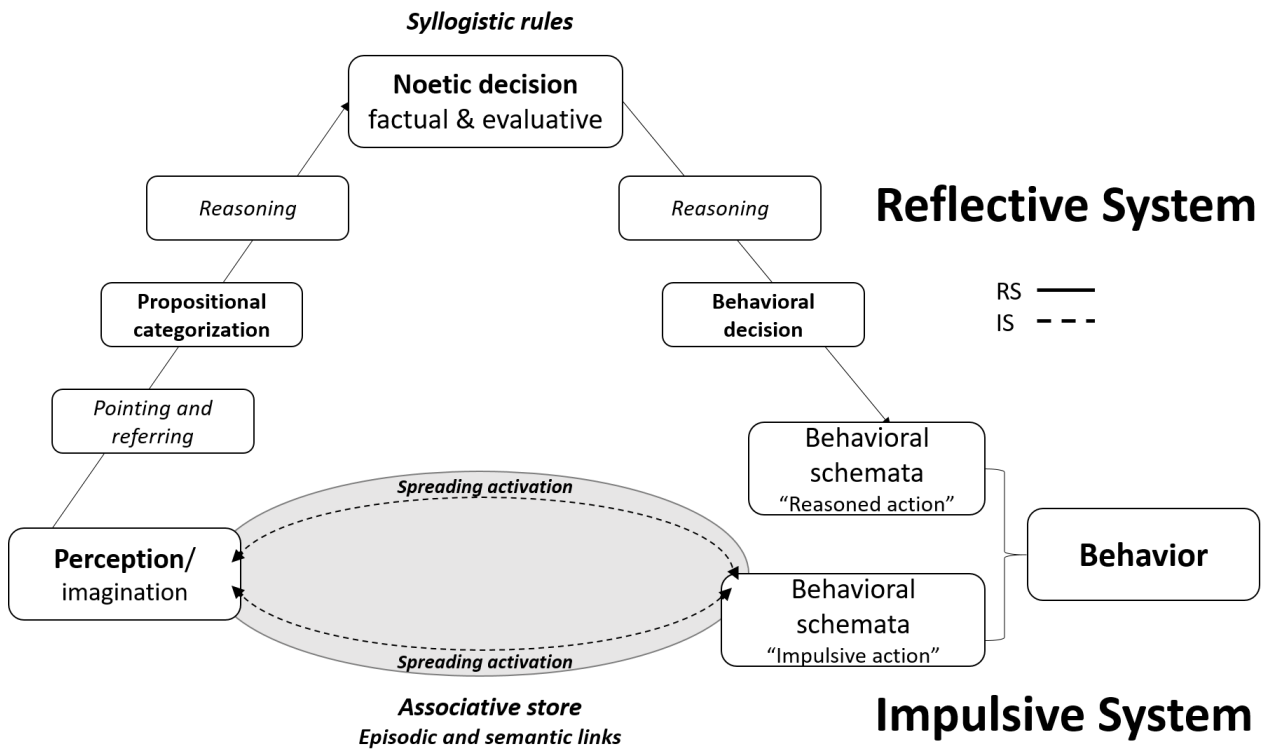 Syllogistic rules
Noetic decision
factual & evaluative
Reasoning
Reasoning
Reflective System
Propositional
categorization
Behavioral
decision
RS
IS
Pointing and
referring
Behavioral
schemata
“Reasoned action”
Spreading activation
Perception/
imagination
Behavior
Behavioral
schemata
“Impulsive action”
Spreading activation
Associative store
Episodic and semantic links
Impulsive System